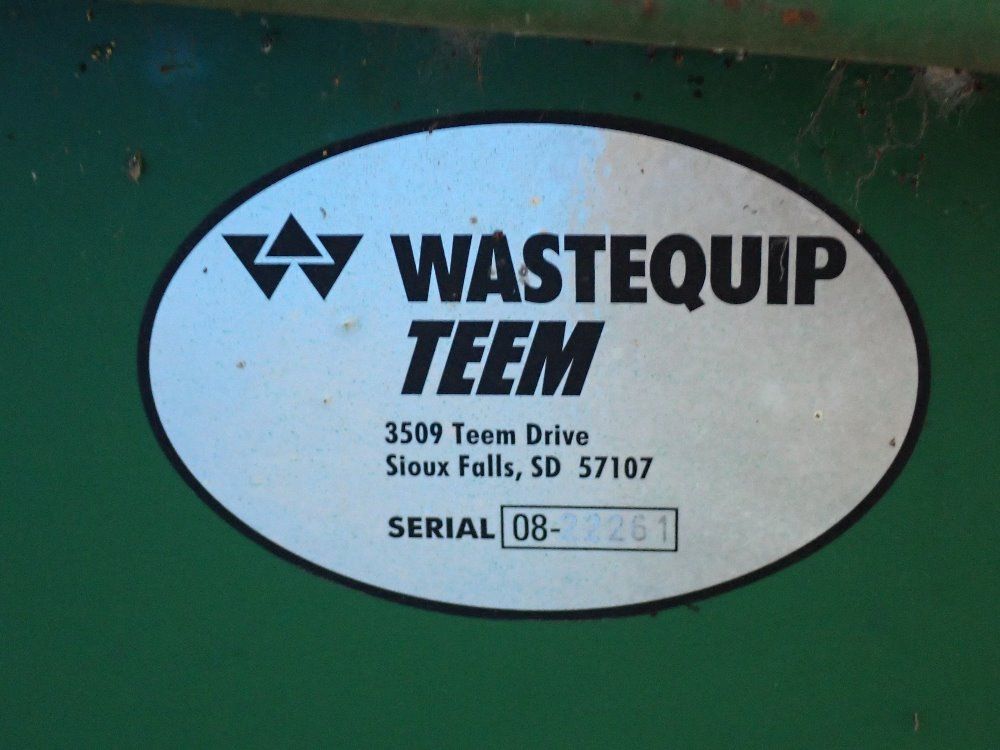 WASTEQUIP
TEEM
3509 Teem Drive
Sioux Falls, SD 57107
SERIAL 08-22261